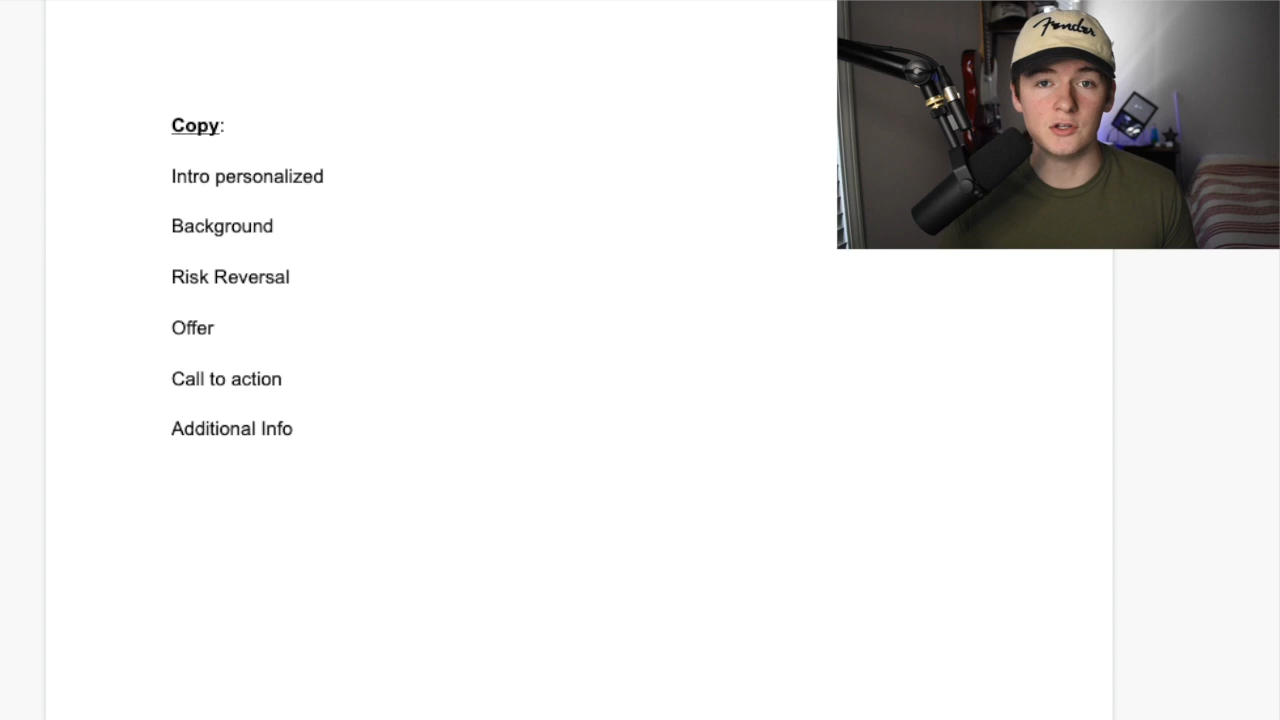 Copy:
Intro personalized
Background
Risk Reversal
Offer
Call to action
Additional Info
Fender